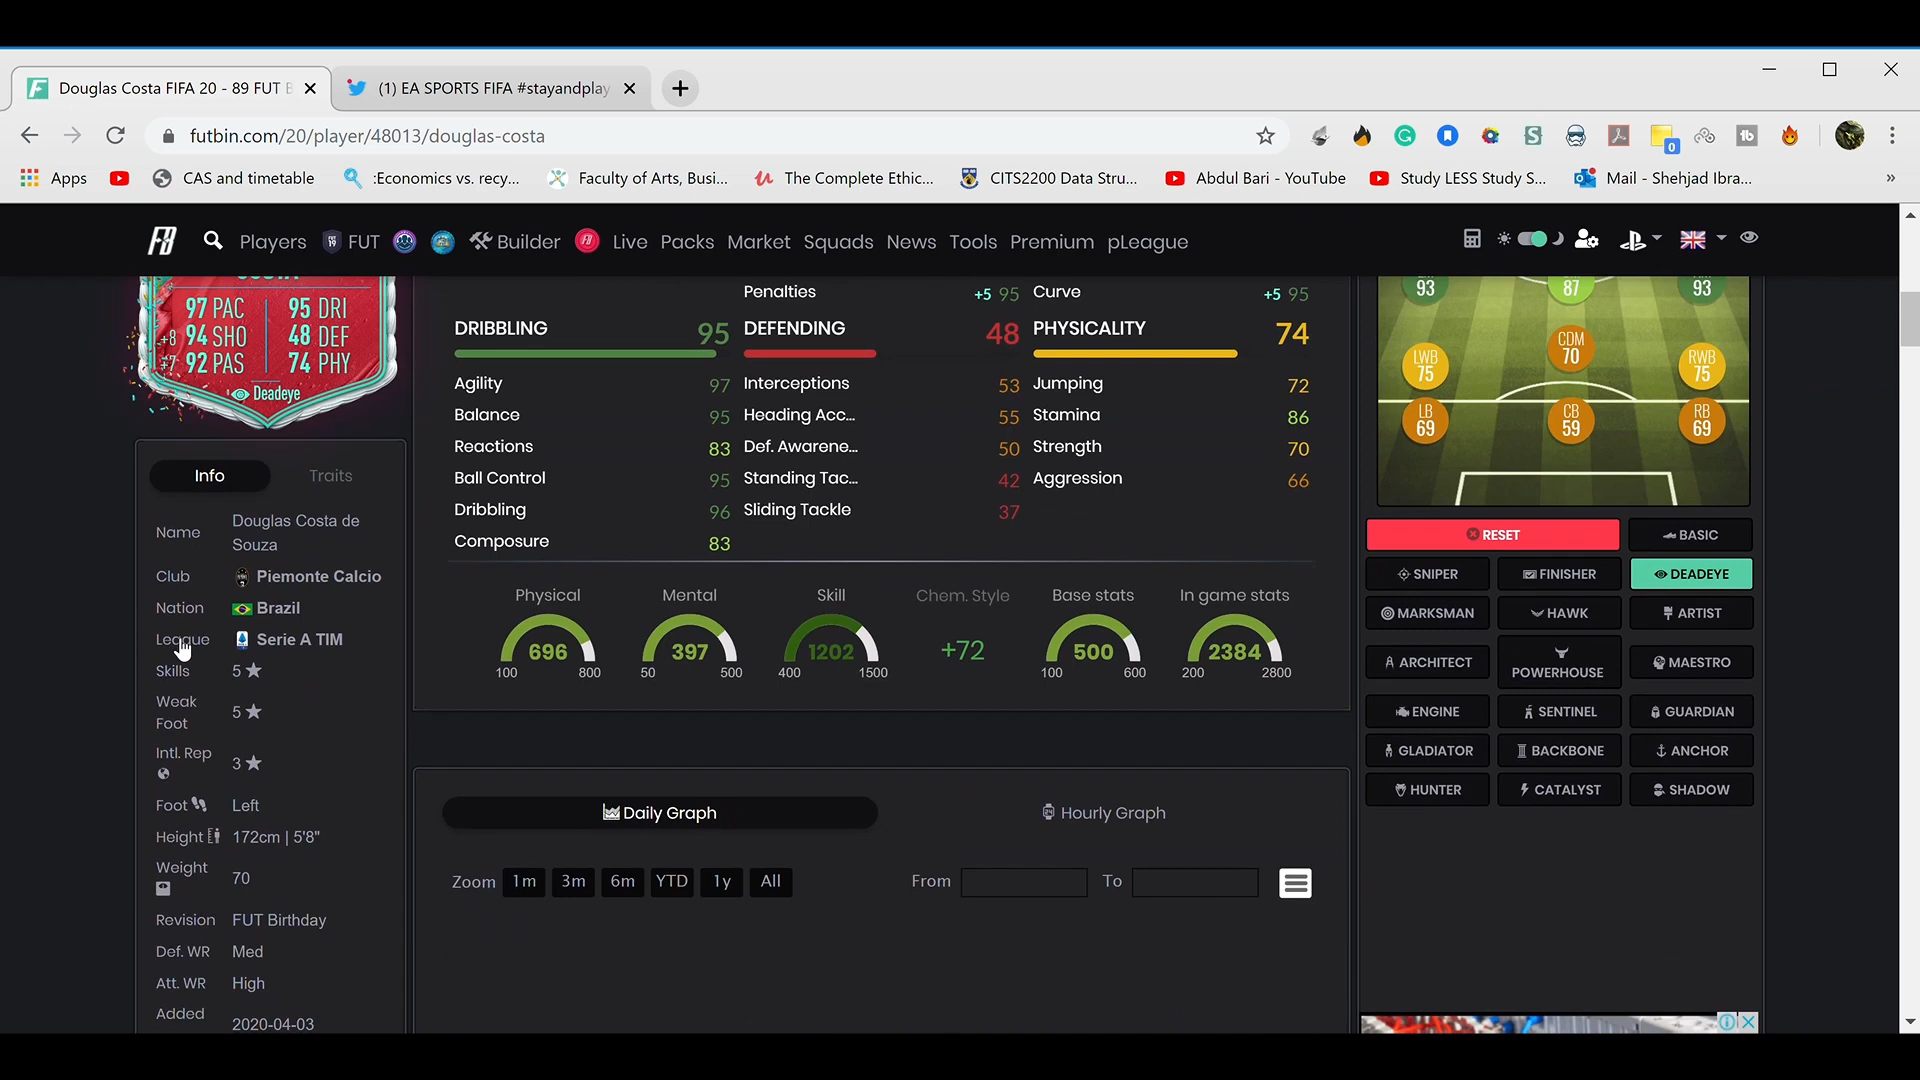 Douglas Costa FIFA 20 - 89 FUT B
(1) EA SPORTS FIFA #stayandplay
futbin.com/20/player/48013/douglas-costa
0
Apps
CAS and timetable
:Economics vs. recy...
Faculty of Arts, Busi...
The Complete Ethic...
CITS2200 Data Stru...
Abdul Bari - YouTube
Study LESS Study S...
Mail - Shehjad Ibra...
»
Players
FUT
Builder
Live
Packs
Market
Squads
News
Tools
Premium
pLeague
97 PAC
95 DRI
+8 94 SHO
48 DEF
+7 92 PAS
74 PHY
Deadeye
Penalties +5 95
Curve +5 95
DRIBBLING 95
DEFENDING 48
PHYSICALITY 74
Agility 97
Interceptions 53
Jumping 72
Balance 95
Heading Acc... 55
Stamina 86
Reactions 83
Def. Awarene... 50
Strength 70
Ball Control 95
Standing Tac... 42
Aggression 66
Dribbling 96
Sliding Tackle 37
Composure 83
Physical
Mental
Skill
Chem. Style
Base stats
In game stats
696
397
1202
+72
500
2384
100 800
50 500
400 1500
100 600
200 2800
Info
Traits
Name Douglas Costa de Souza
Club Piemonte Calcio
Nation Brazil
League Serie A TIM
Skills 5
Weak Foot 5
Intl. Rep 3
Foot Left
Height 172cm | 5'8"
Weight 70
Revision FUT Birthday
Def. WR Med
Att. WR High
Added 2020-04-03
Daily Graph
Hourly Graph
Zoom 1m 3m 6m YTD 1y All
From
To
93
87
93
LWB 75
CDM 70
RWB 75
LB 69
CB 59
RB 69
RESET
BASIC
SNIPER
FINISHER
DEADEYE
MARKSMAN
HAWK
ARTIST
ARCHITECT
POWERHOUSE
MAESTRO
ENGINE
SENTINEL
GUARDIAN
GLADIATOR
BACKBONE
ANCHOR
HUNTER
CATALYST
SHADOW